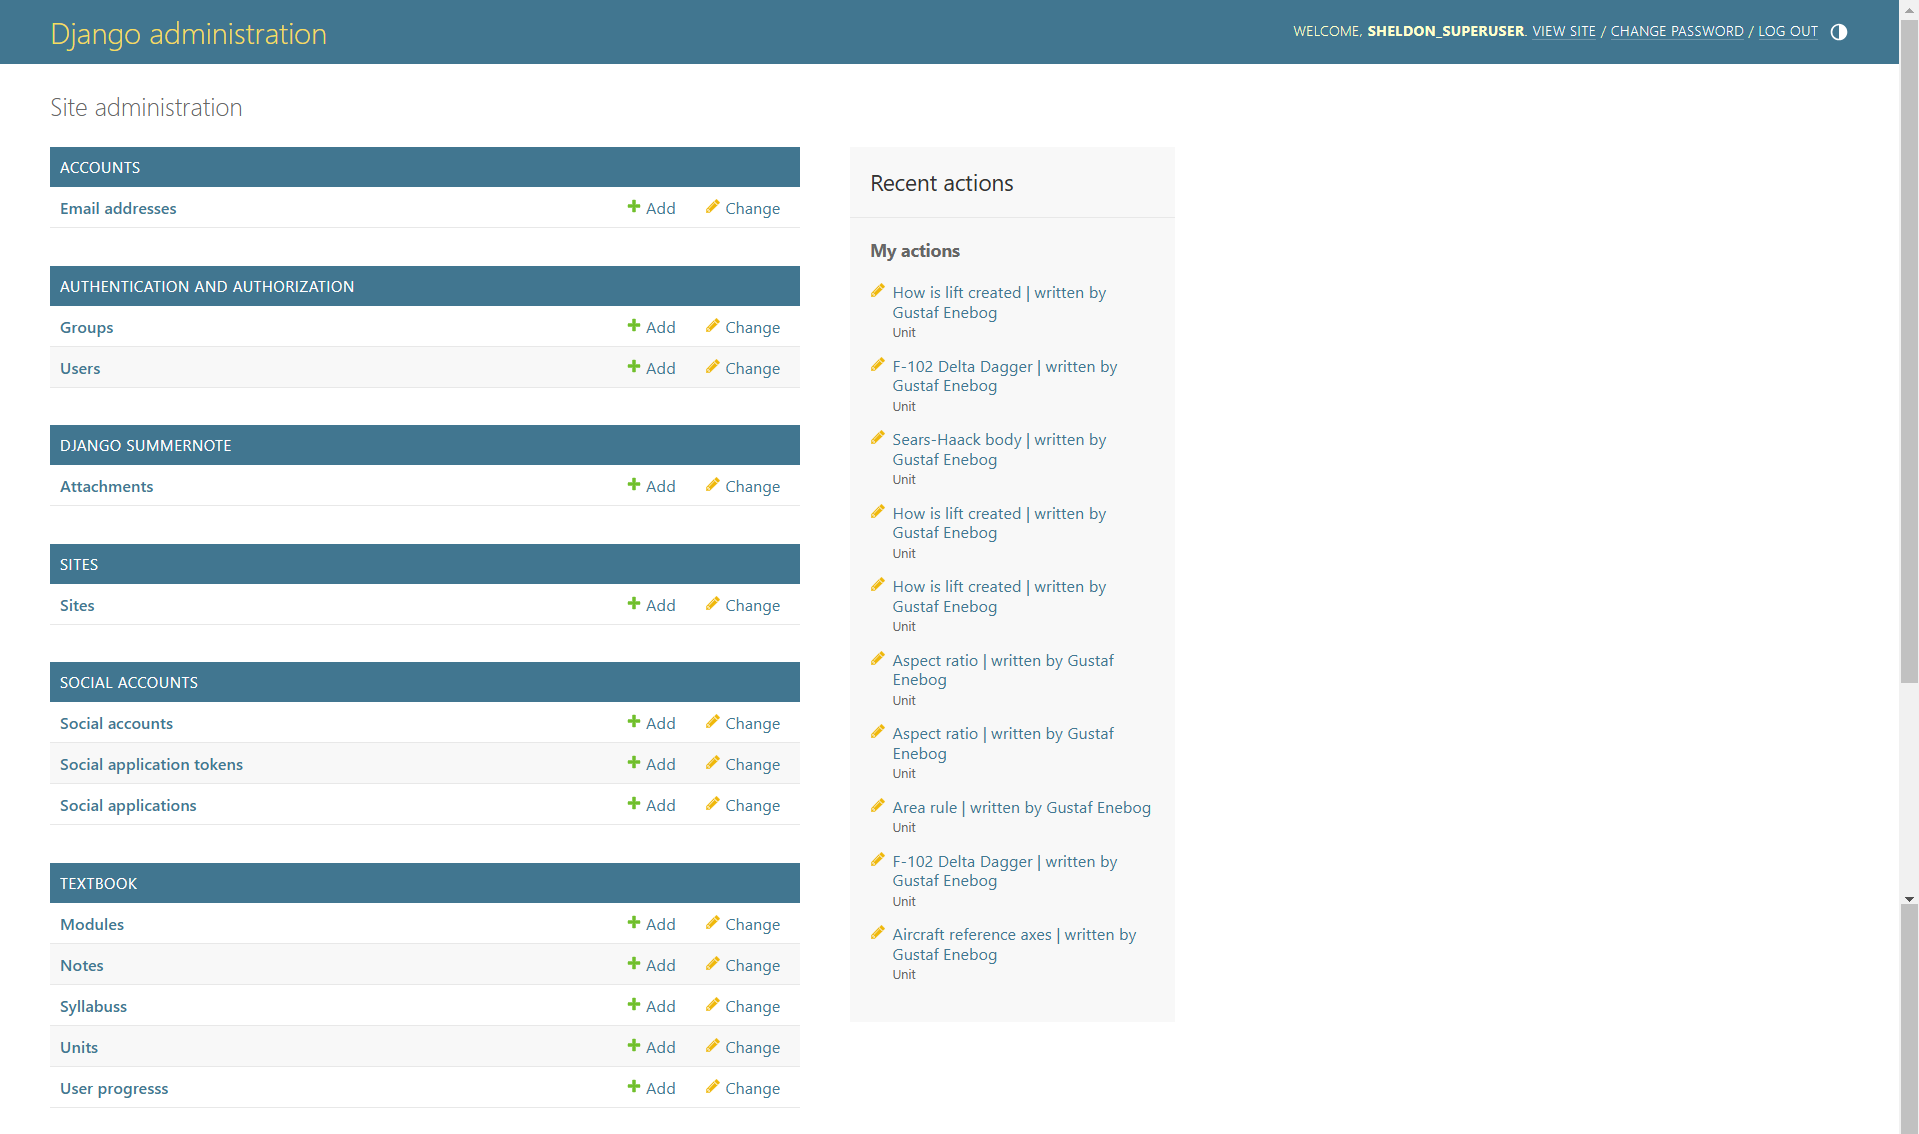 Django administration
WELCOME, SHELDON_SUPERUSER. VIEW SITE / CHANGE PASSWORD / LOG OUT
Site administration
ACCOUNTS
Email addresses Add Change
AUTHENTICATION AND AUTHORIZATION
Groups Add Change
Users Add Change
DJANGO SUMMERNOTE
Attachments Add Change
SITES
Sites Add Change
SOCIAL ACCOUNTS
Social accounts Add Change
Social application tokens Add Change
Social applications Add Change
TEXTBOOK
Modules Add Change
Notes Add Change
Syllabuss Add Change
Units Add Change
User progresss Add Change
Recent actions
My actions
How is lift created | written by
Gustaf Enebog
Unit
F-102 Delta Dagger | written by
Gustaf Enebog
Unit
Sears-Haack body | written by
Gustaf Enebog
Unit
How is lift created | written by
Gustaf Enebog
Unit
How is lift created | written by
Gustaf Enebog
Unit
Aspect ratio | written by Gustaf
Enebog
Unit
Aspect ratio | written by Gustaf
Enebog
Unit
Area rule | written by Gustaf Enebog
Unit
F-102 Delta Dagger | written by
Gustaf Enebog
Unit
Aircraft reference axes | written by
Gustaf Enebog
Unit